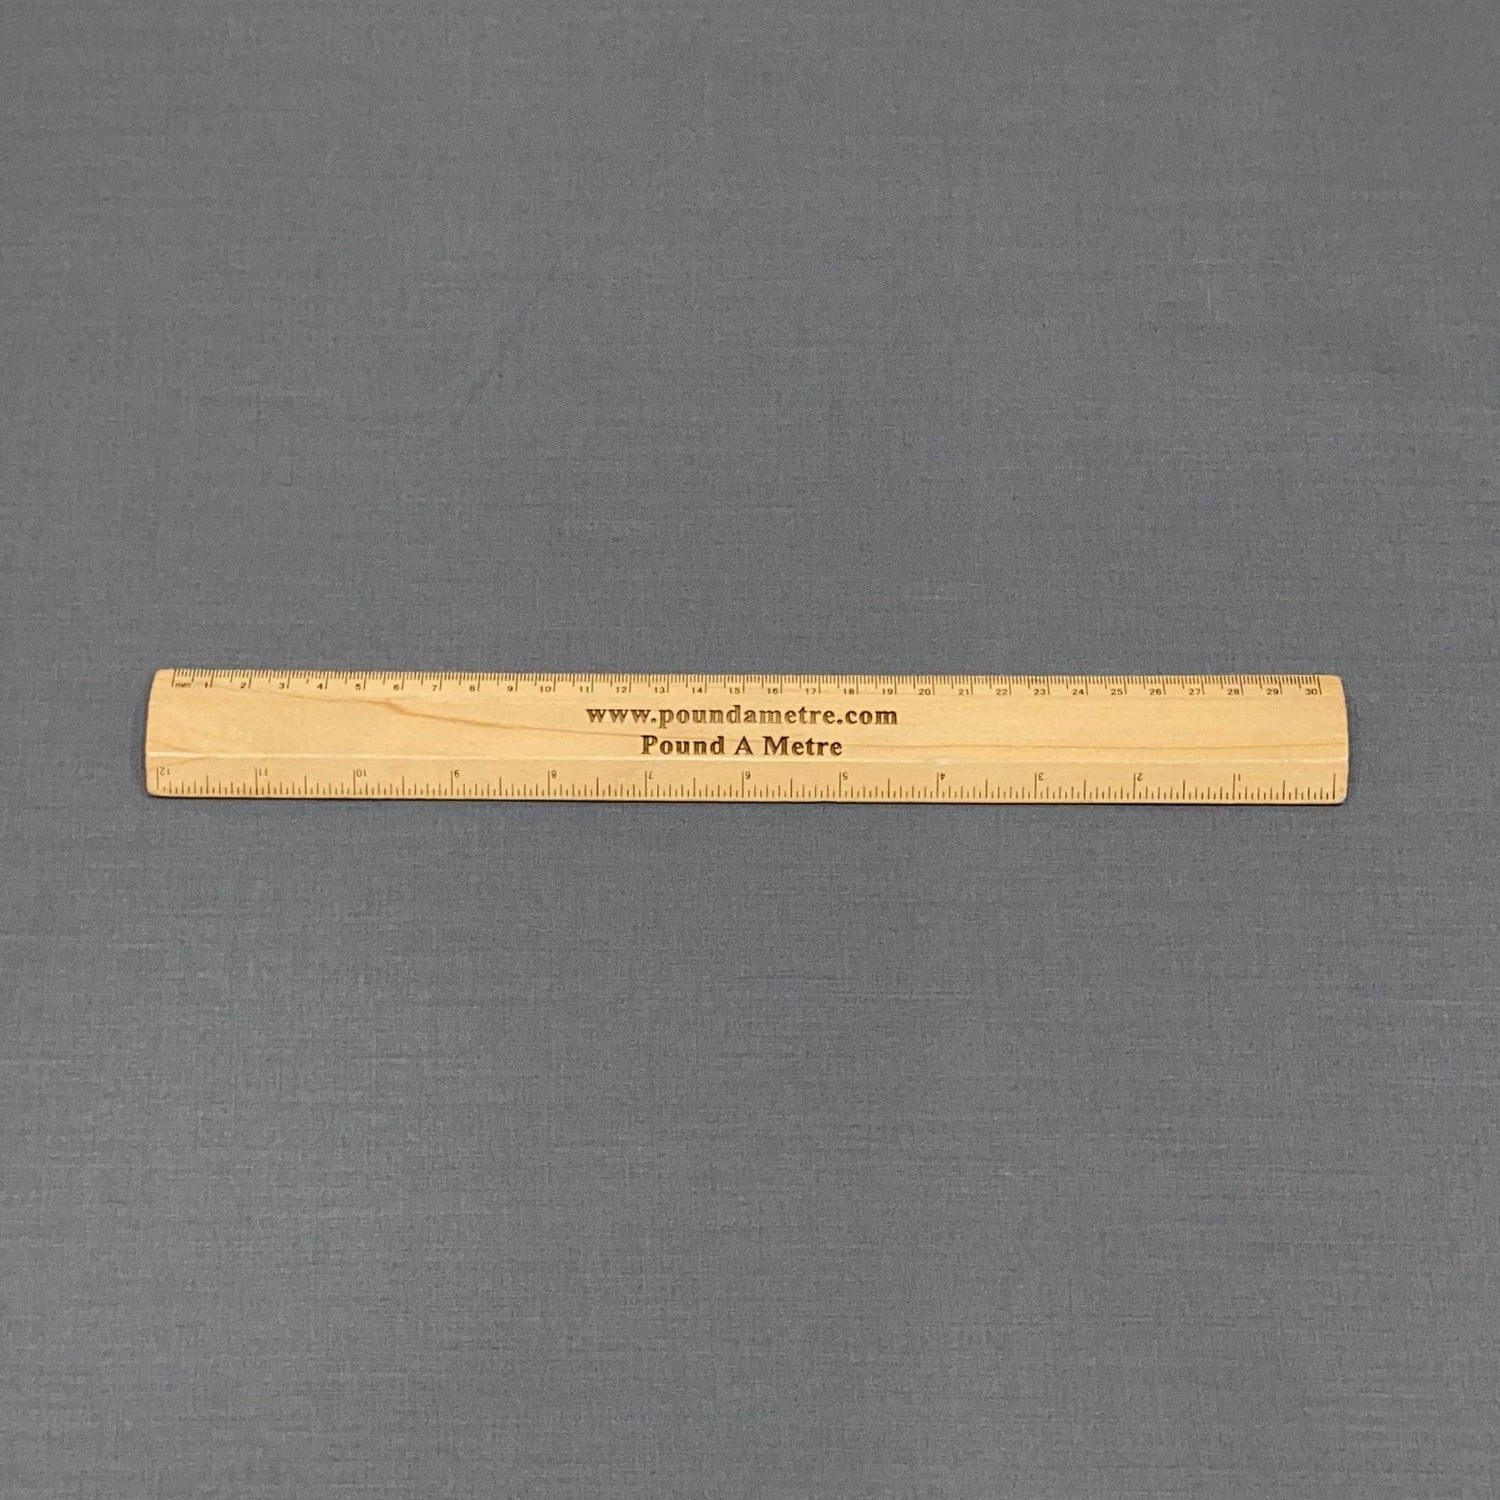 mm 1 2 3 4 5 6 7 8 9 10 11 12 13 14 15 16 17 18 19 20 21 22 23 24 25 26 27 28 29 30
www.poundametre.com
Pound A Metre
12 11 10 9 8 7 6 5 4 3 2 1